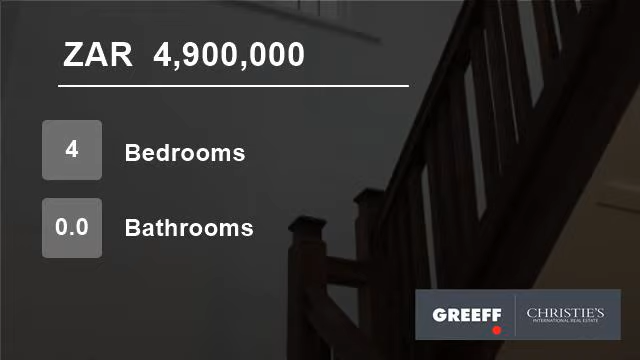 ZAR 4,900,000
4 Bedrooms
0.0 Bathrooms
GREEFF CHRISTIE'S
INTERNATIONAL REAL ESTATE